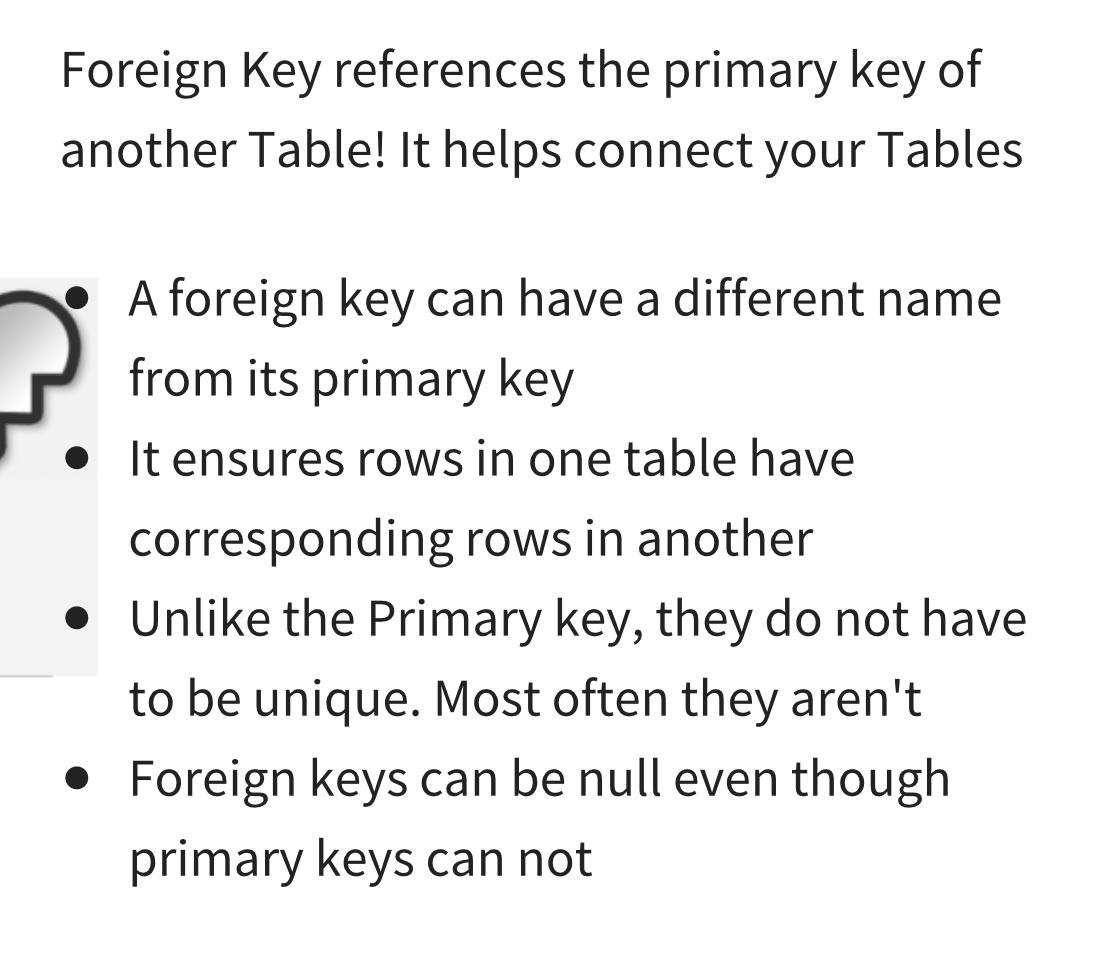 Foreign Key references the primary key of
another Table! It helps connect your Tables
● A foreign key can have a different name
from its primary key
● It ensures rows in one table have
corresponding rows in another
● Unlike the Primary key, they do not have
to be unique. Most often they aren't
● Foreign keys can be null even though
primary keys can not